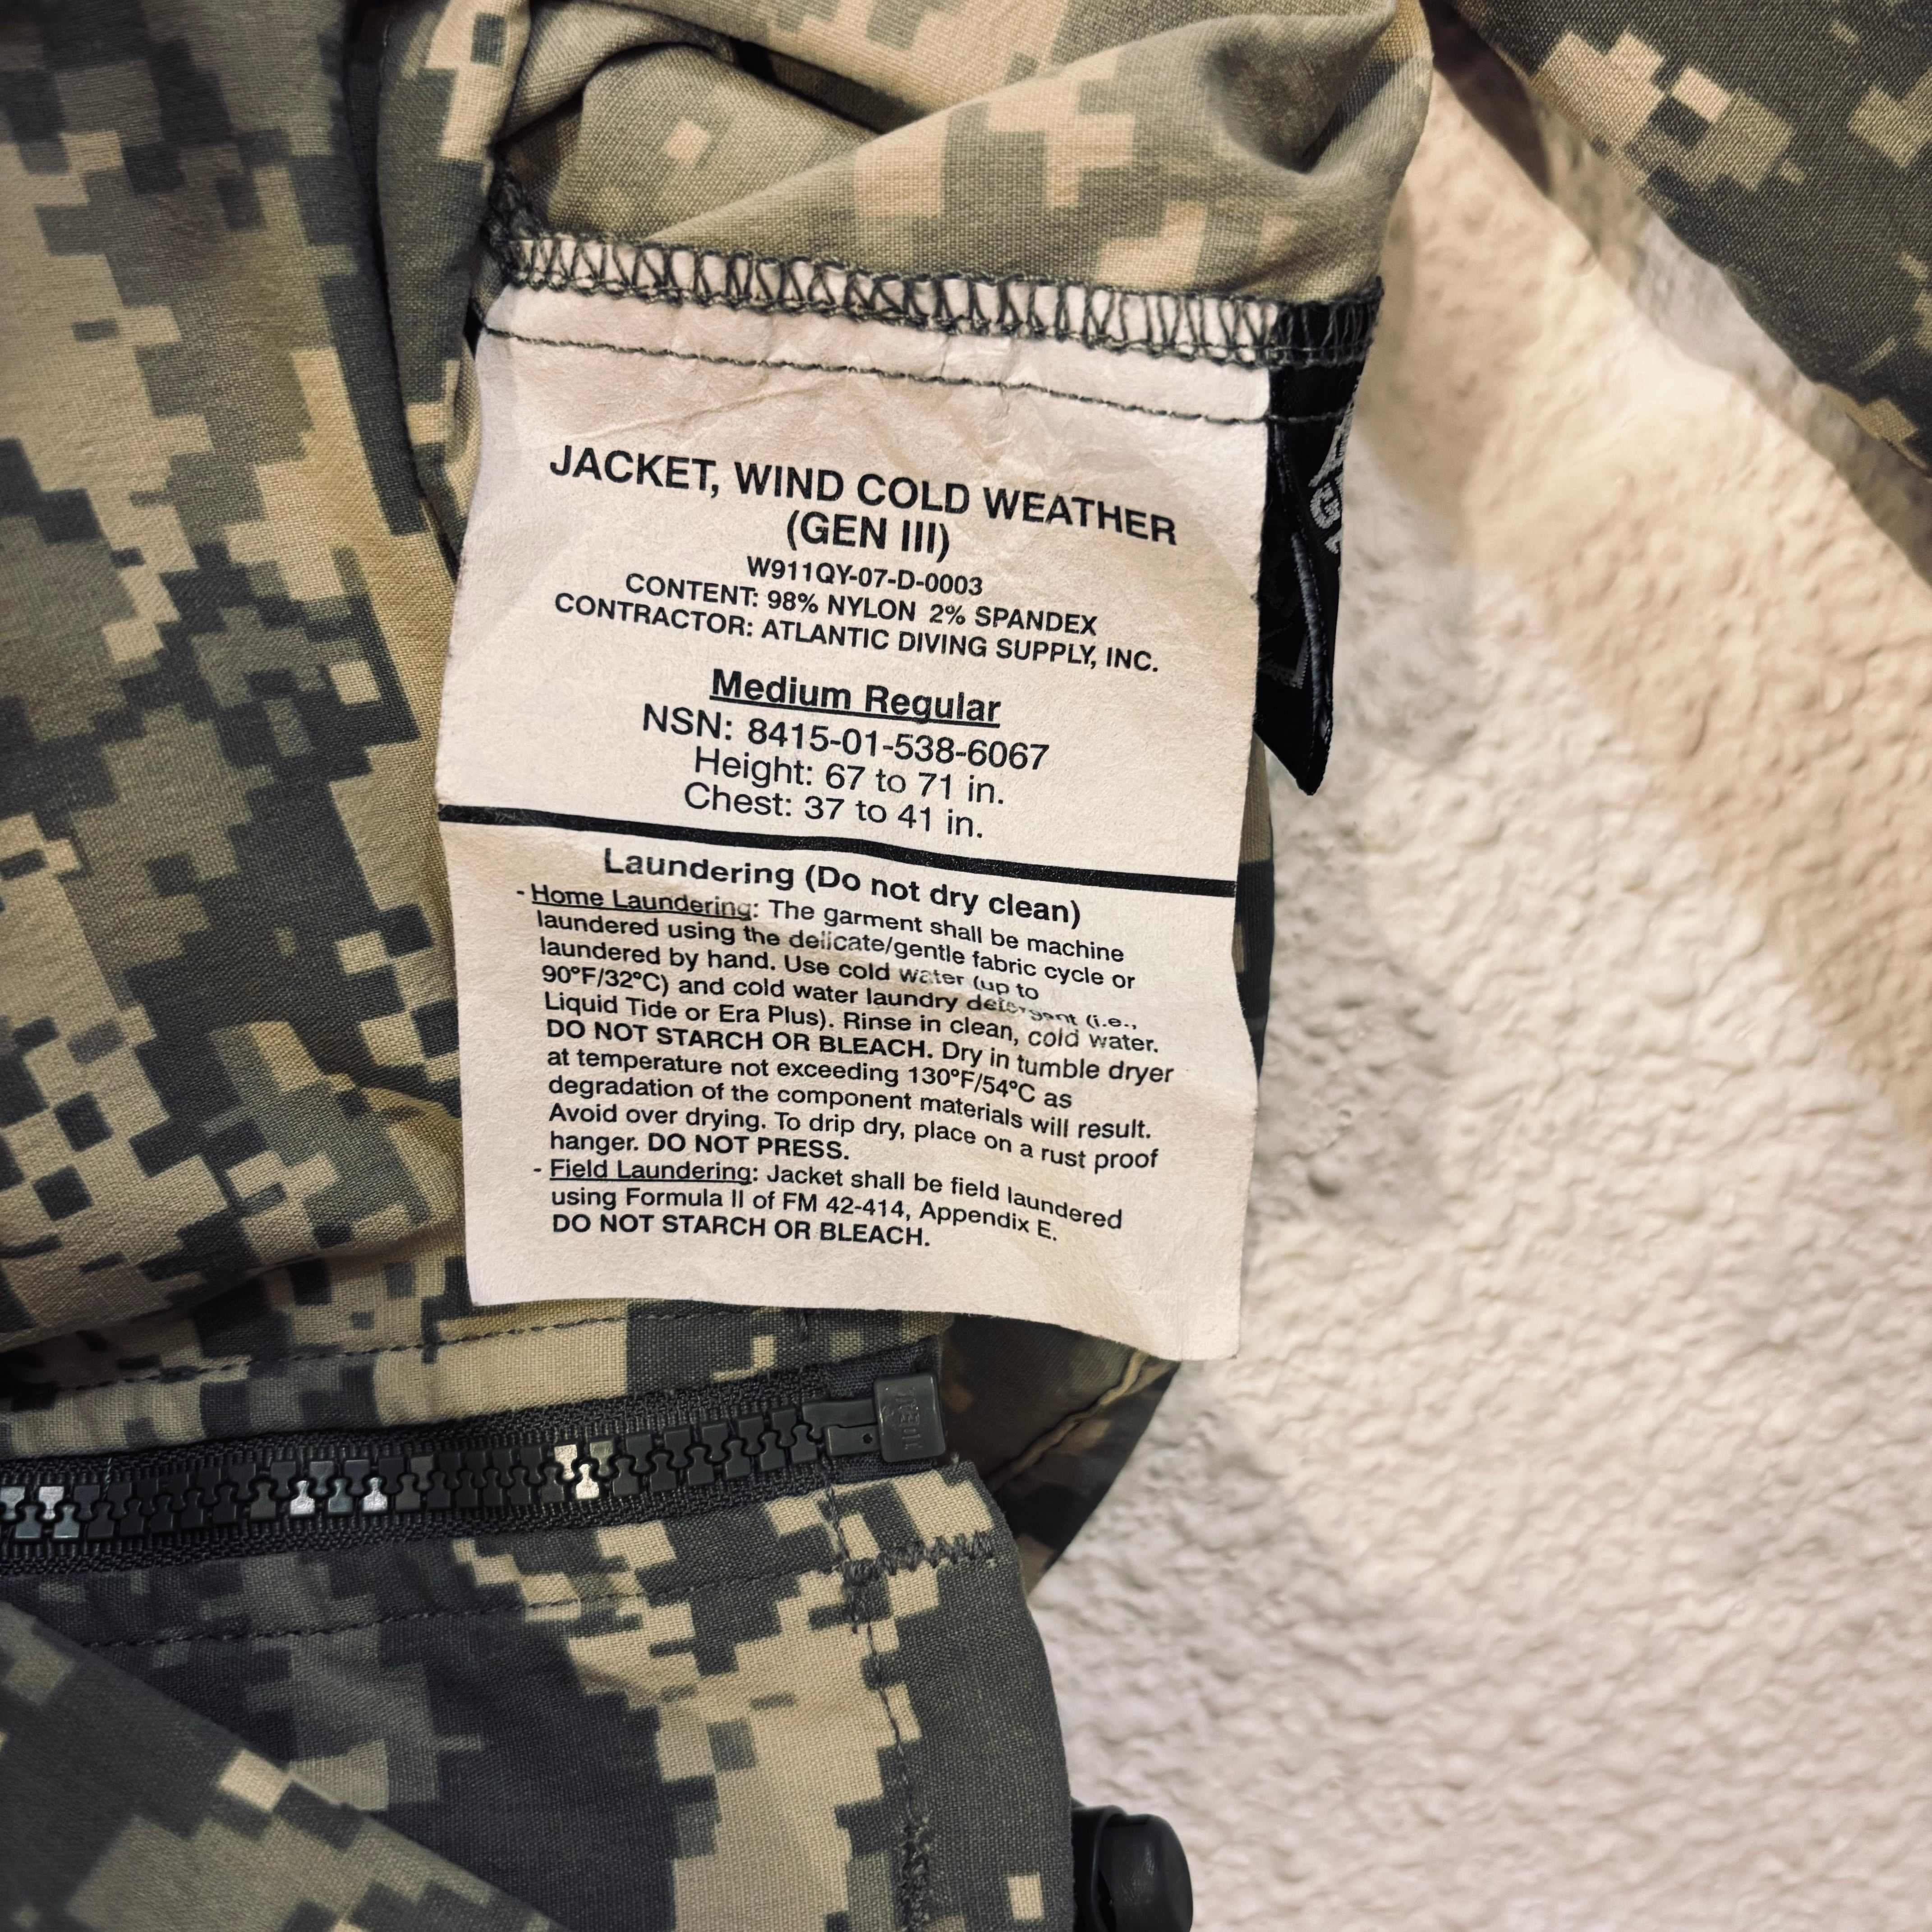 JACKET, WIND COLD WEATHER
(GEN III)
W911QY-07-D-0003
CONTENT: 98% NYLON 2% SPANDEX
CONTRACTOR: ATLANTIC DIVING SUPPLY, INC.
Medium Regular
NSN: 8415-01-538-6067
Height: 67 to 71 in.
Chest: 37 to 41 in.
Laundering (Do not dry clean)
- Home Laundering: The garment shall be machine
laundered using the delicate/gentle fabric cycle or
laundered by hand. Use cold water (up to
90°F/32°C) and cold water laundry detergent (i.e.,
Liquid Tide or Era Plus). Rinse in clean, cold water.
DO NOT STARCH OR BLEACH. Dry in tumble dryer
at temperature not exceeding 130°F/54°C as
degradation of the component materials will result.
Avoid over drying. To drip dry, place on a rust proof
hanger. DO NOT PRESS.
- Field Laundering: Jacket shall be field laundered
using Formula II of FM 42-414, Appendix E.
DO NOT STARCH OR BLEACH.